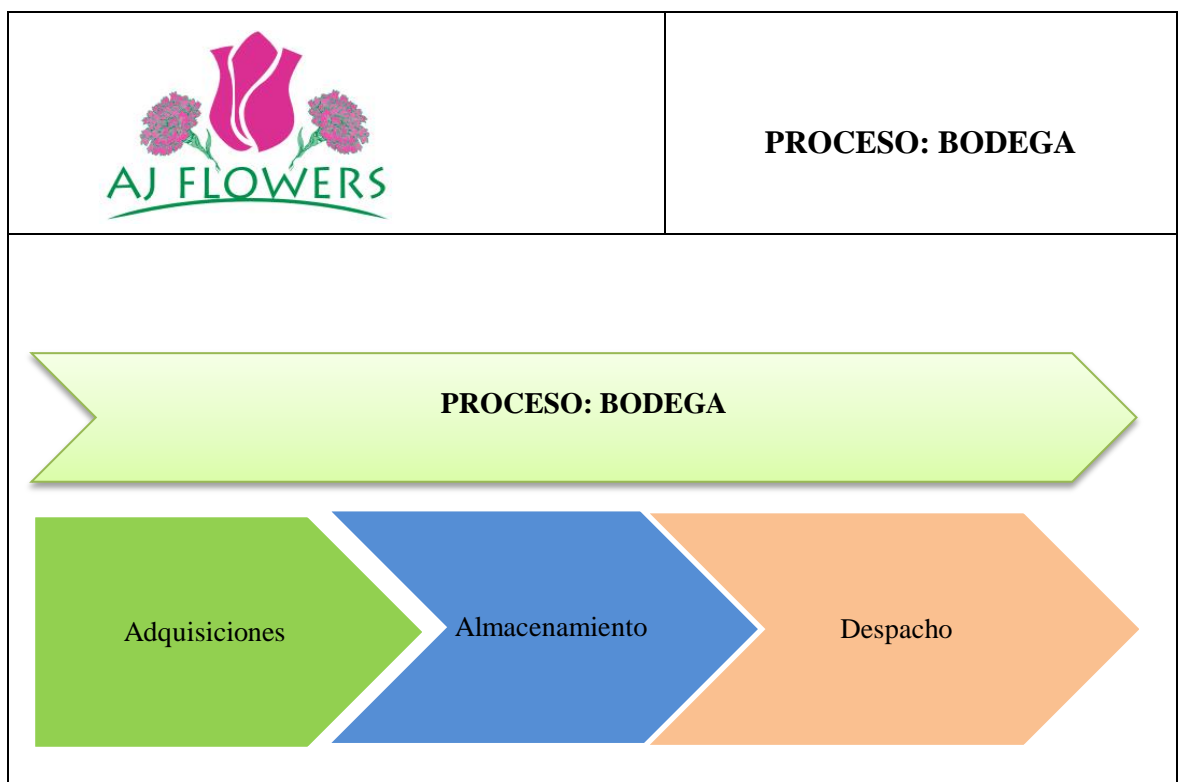 AJ FLOWERS
PROCESO: BODEGA
PROCESO: BODEGA
Adquisiciones
Almacenamiento
Despacho